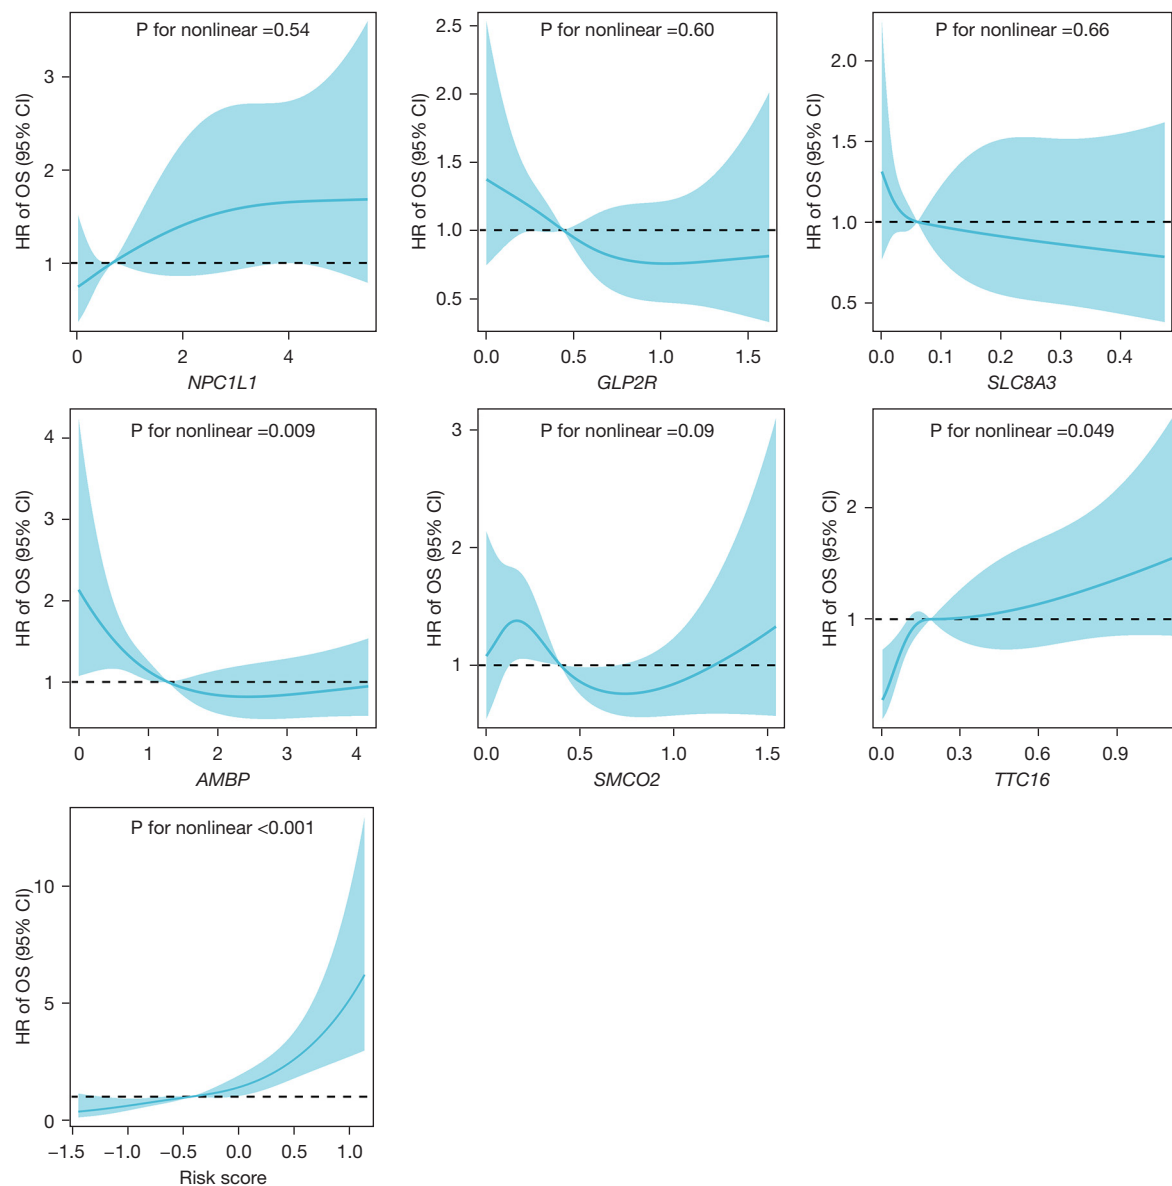 P for nonlinear =0.54
HR of OS (95% CI)
3
2
1
0 2 4
NPC1L1
P for nonlinear =0.60
HR of OS (95% CI)
2.5
2.0
1.5
1.0
0.5
0.0 0.5 1.0 1.5
GLP2R
P for nonlinear =0.66
HR of OS (95% CI)
2.0
1.5
1.0
0.5
0.0 0.1 0.2 0.3 0.4
SLC8A3
P for nonlinear =0.009
HR of OS (95% CI)
4
3
2
1
0 1 2 3 4
AMBP
P for nonlinear =0.09
HR of OS (95% CI)
3
2
1
0.0 0.5 1.0 1.5
SMCO2
P for nonlinear =0.049
HR of OS (95% CI)
2
1
0.0 0.3 0.6 0.9
TTC16
P for nonlinear <0.001
HR of OS (95% CI)
10
5
0
−1.5 −1.0 −0.5 0.0 0.5 1.0
Risk score